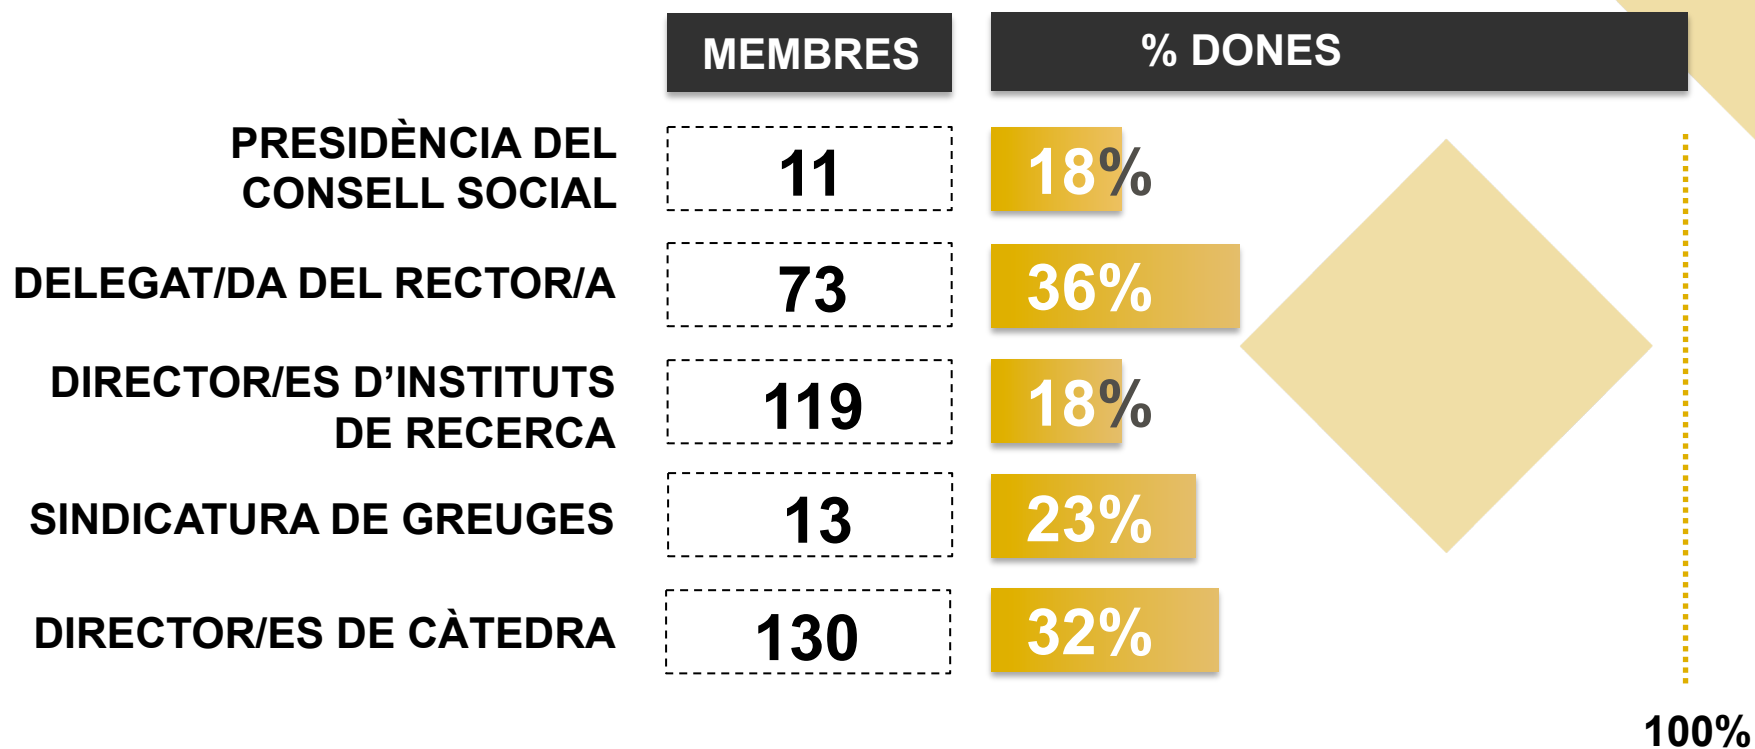 MEMBRES
% DONES
PRESIDÈNCIA DEL
CONSELL SOCIAL
11
18%
DELEGAT/DA DEL RECTOR/A
73
36%
DIRECTOR/ES D’INSTITUTS
DE RECERCA
119
18%
SINDICATURA DE GREUGES
13
23%
DIRECTOR/ES DE CÀTEDRA
130
32%
100%